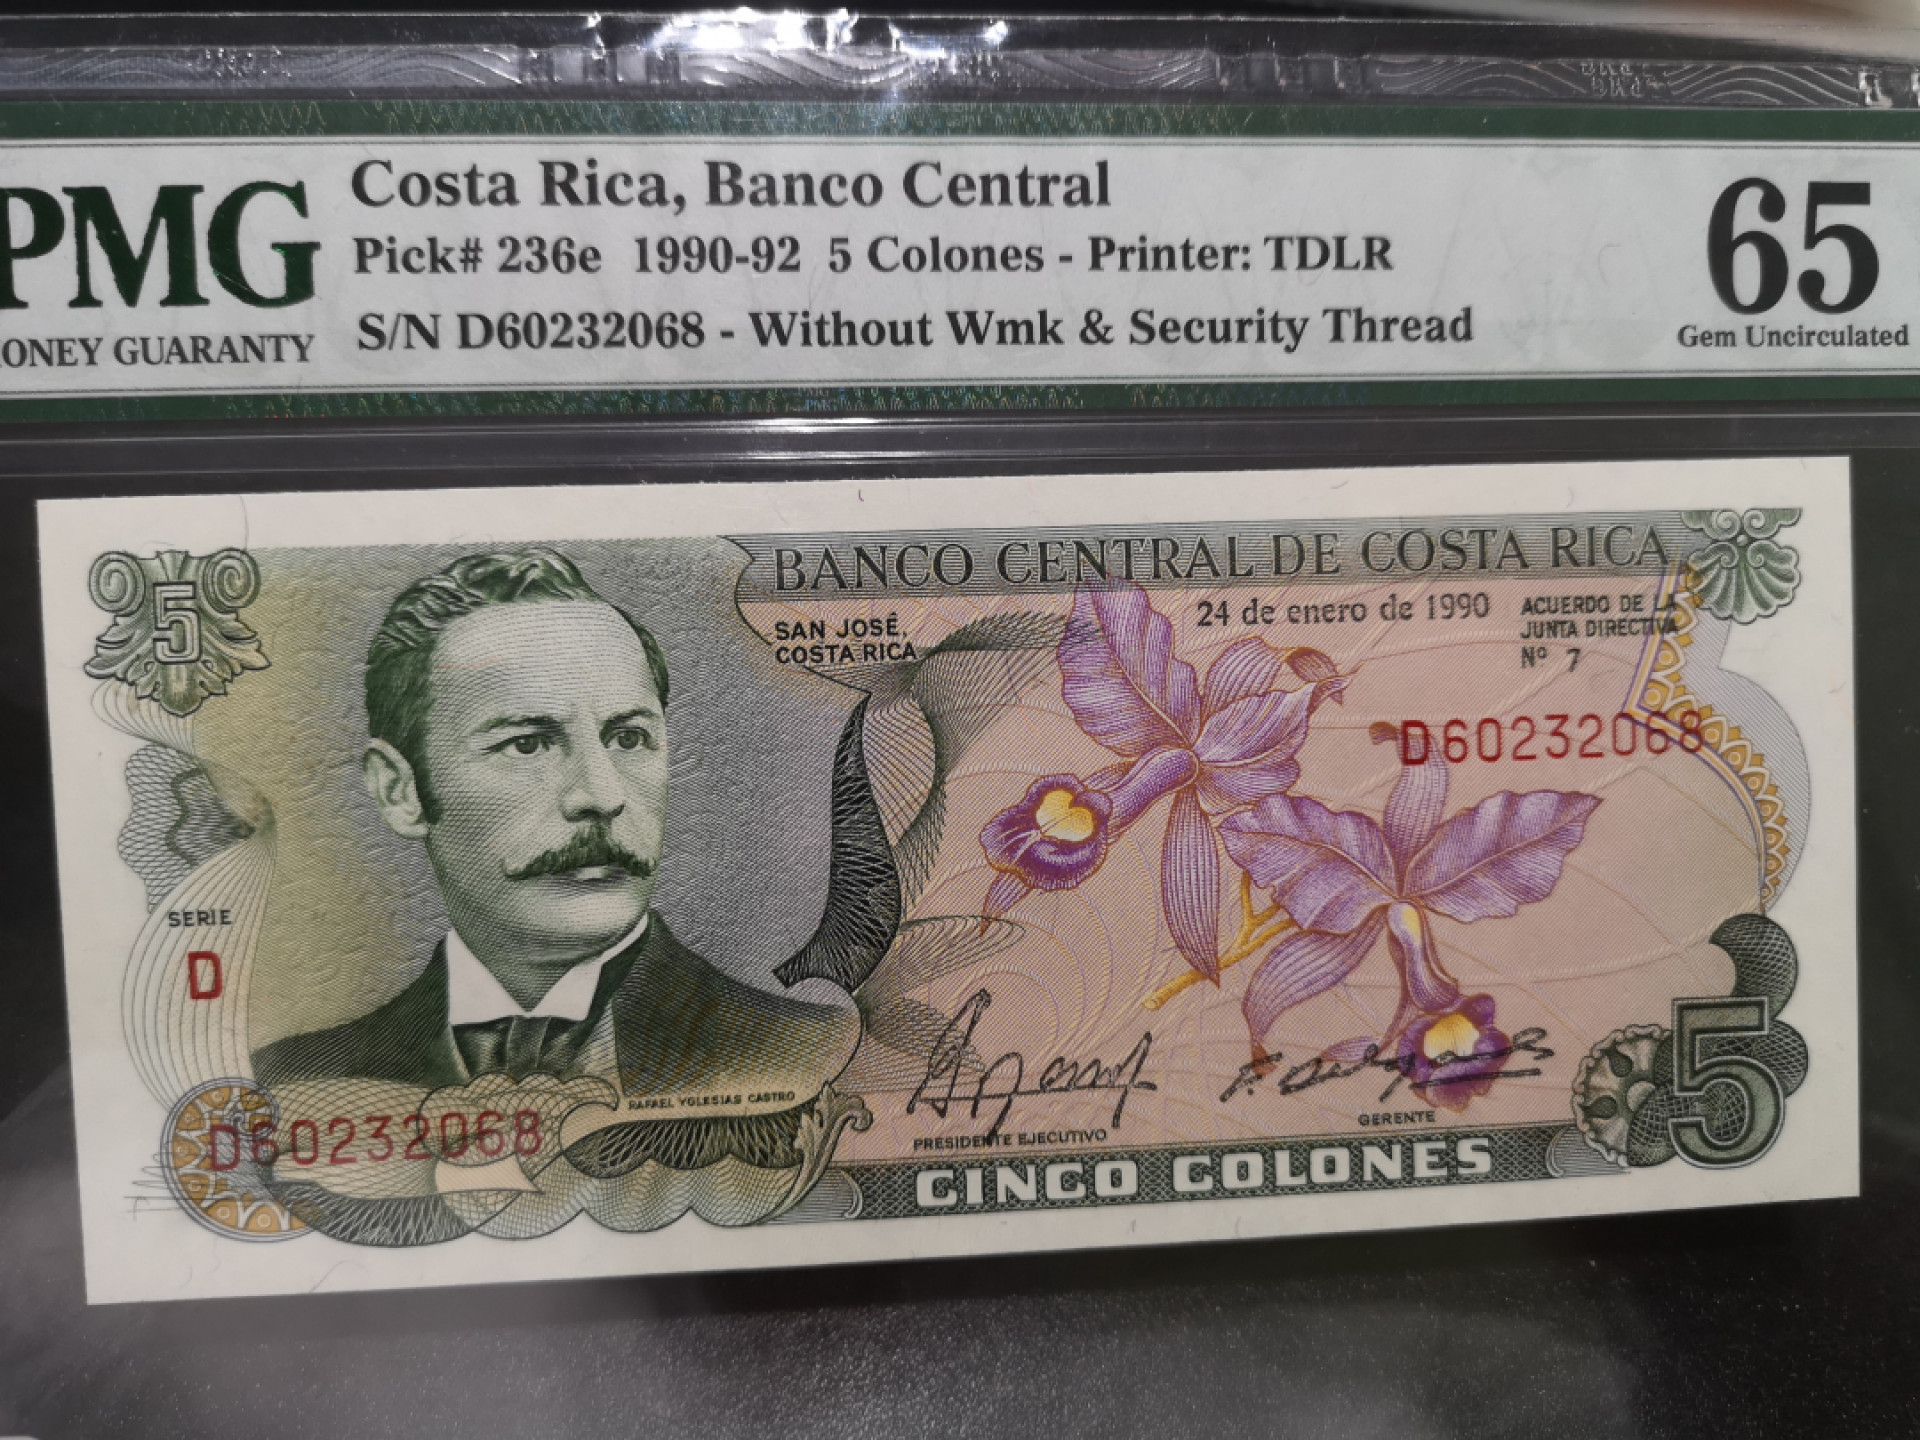 PMG
ONEY GUARANTY
Costa Rica, Banco Central
Pick# 236e 1990-92 5 Colones - Printer: TDLR
S/N D60232068 - Without Wmk & Security Thread
65
Gem Uncirculated
5
BANCO CENTRAL DE COSTA RICA
SAN JOSÉ,
COSTA RICA
24 de enero de 1990
ACUERDO DE LA
JUNTA DIRECTIVA
Nº 7
D60232068
SERIE
D
RAFAEL YGLESIAS CASTRO
D60232068
PRESIDENTE EJECUTIVO
GERENTE
CINCO COLONES
5